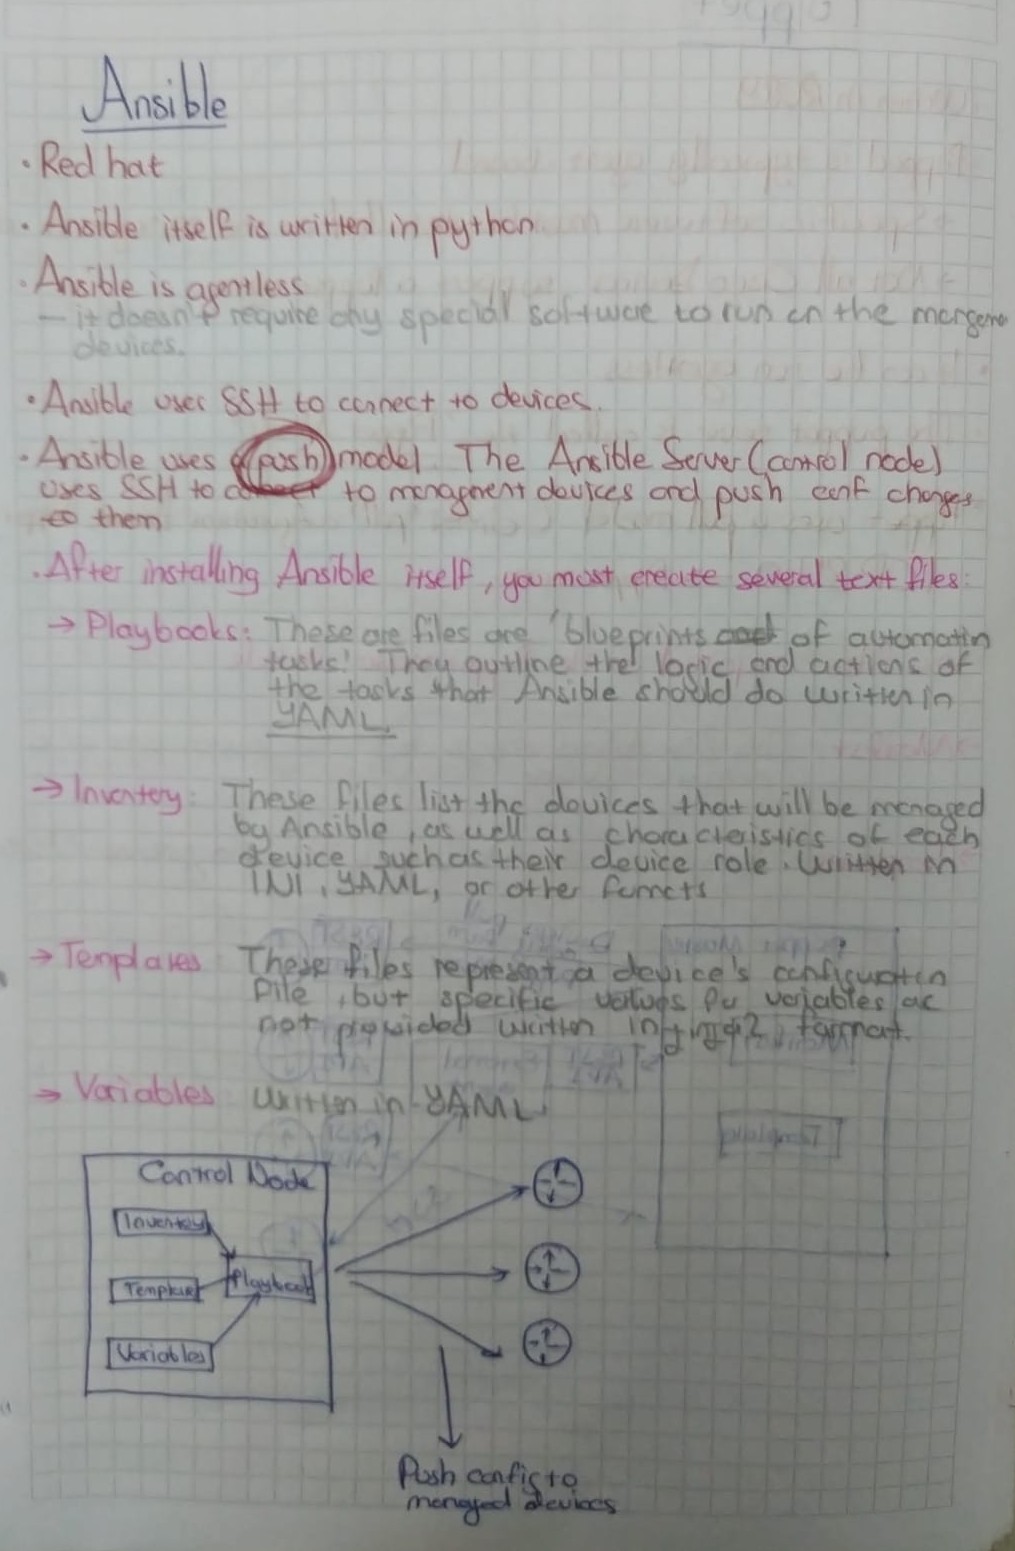 Ansible
• Red hat
• Ansible itself is written in python
• Ansible is agentless
— it doesn't require any special software to run on the
devices.
• Ansible uses SSH to connect to devices.
• Ansible uses push model. The Ansible Server (control node)
uses SSH to to managment devices and push conf changes
to them
• After installing Ansible itself, you must create several text files:
→ Playbooks: These are files are 'blueprints of automation
tasks'. They outline the logic and actions of
the tasks that Ansible should do written in
YAML.
→ Inventory: These files list the devices that will be managed
by Ansible, as well as characteristics of each
device such as their device role. Written in
INI, YAML, or other formats
→ Templates These files represent a device's configuration
file, but specific values for variables
not provided written in jinja2 format.
→ Variables written in YAML.
Control Node
Inventory
Playbook
Template
Variables
Push config to
managed devices